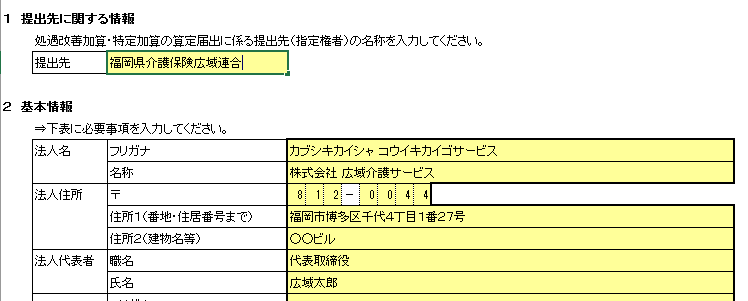 1 提出先に関する情報
処遇改善加算・特定加算の算定届出に係る提出先(指定権者)の名称を入力してください。
提出先 福岡県介護保険広域連合
2 基本情報
⇒下表に必要事項を入力してください。
法人名 フリガナ カブシキカイシャ コウイキカイゴサービス
名称 株式会社 広域介護サービス
法人住所 〒 812-0044
住所1(番地・住居番号まで) 福岡市博多区千代4丁目1番27号
住所2(建物名等) 〇〇ビル
法人代表者 職名 代表取締役
氏名 広域太郎